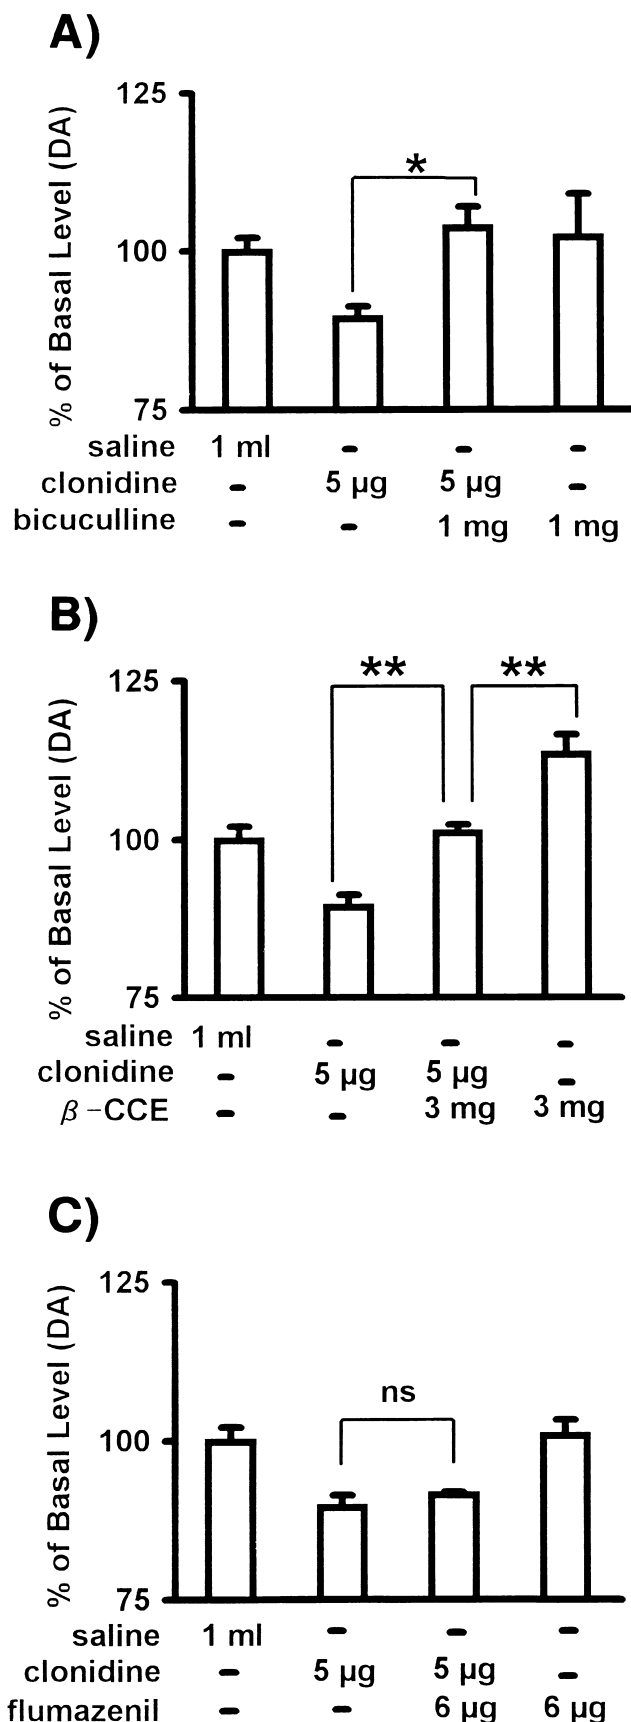 A)
% of Basal Level (DA)
125
*
100
75
saline 1 ml - - -
clonidine - 5 µg 5 µg -
bicuculline - - 1 mg 1 mg
B)
% of Basal Level (DA)
125
** **
100
75
saline 1 ml - - -
clonidine - 5 µg 5 µg -
β-CCE - - 3 mg 3 mg
C)
% of Basal Level (DA)
125
ns
100
75
saline 1 ml - - -
clonidine - 5 µg 5 µg -
flumazenil - - 6 µg 6 µg